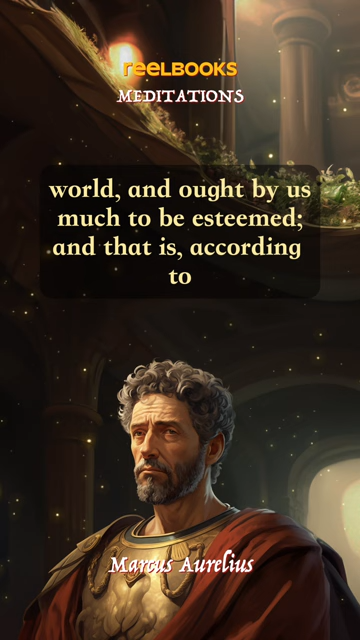 reelBOOKS
MEDITATIONS
world, and ought by us
much to be esteemed;
and that is, according
to
Marcus Aurelius